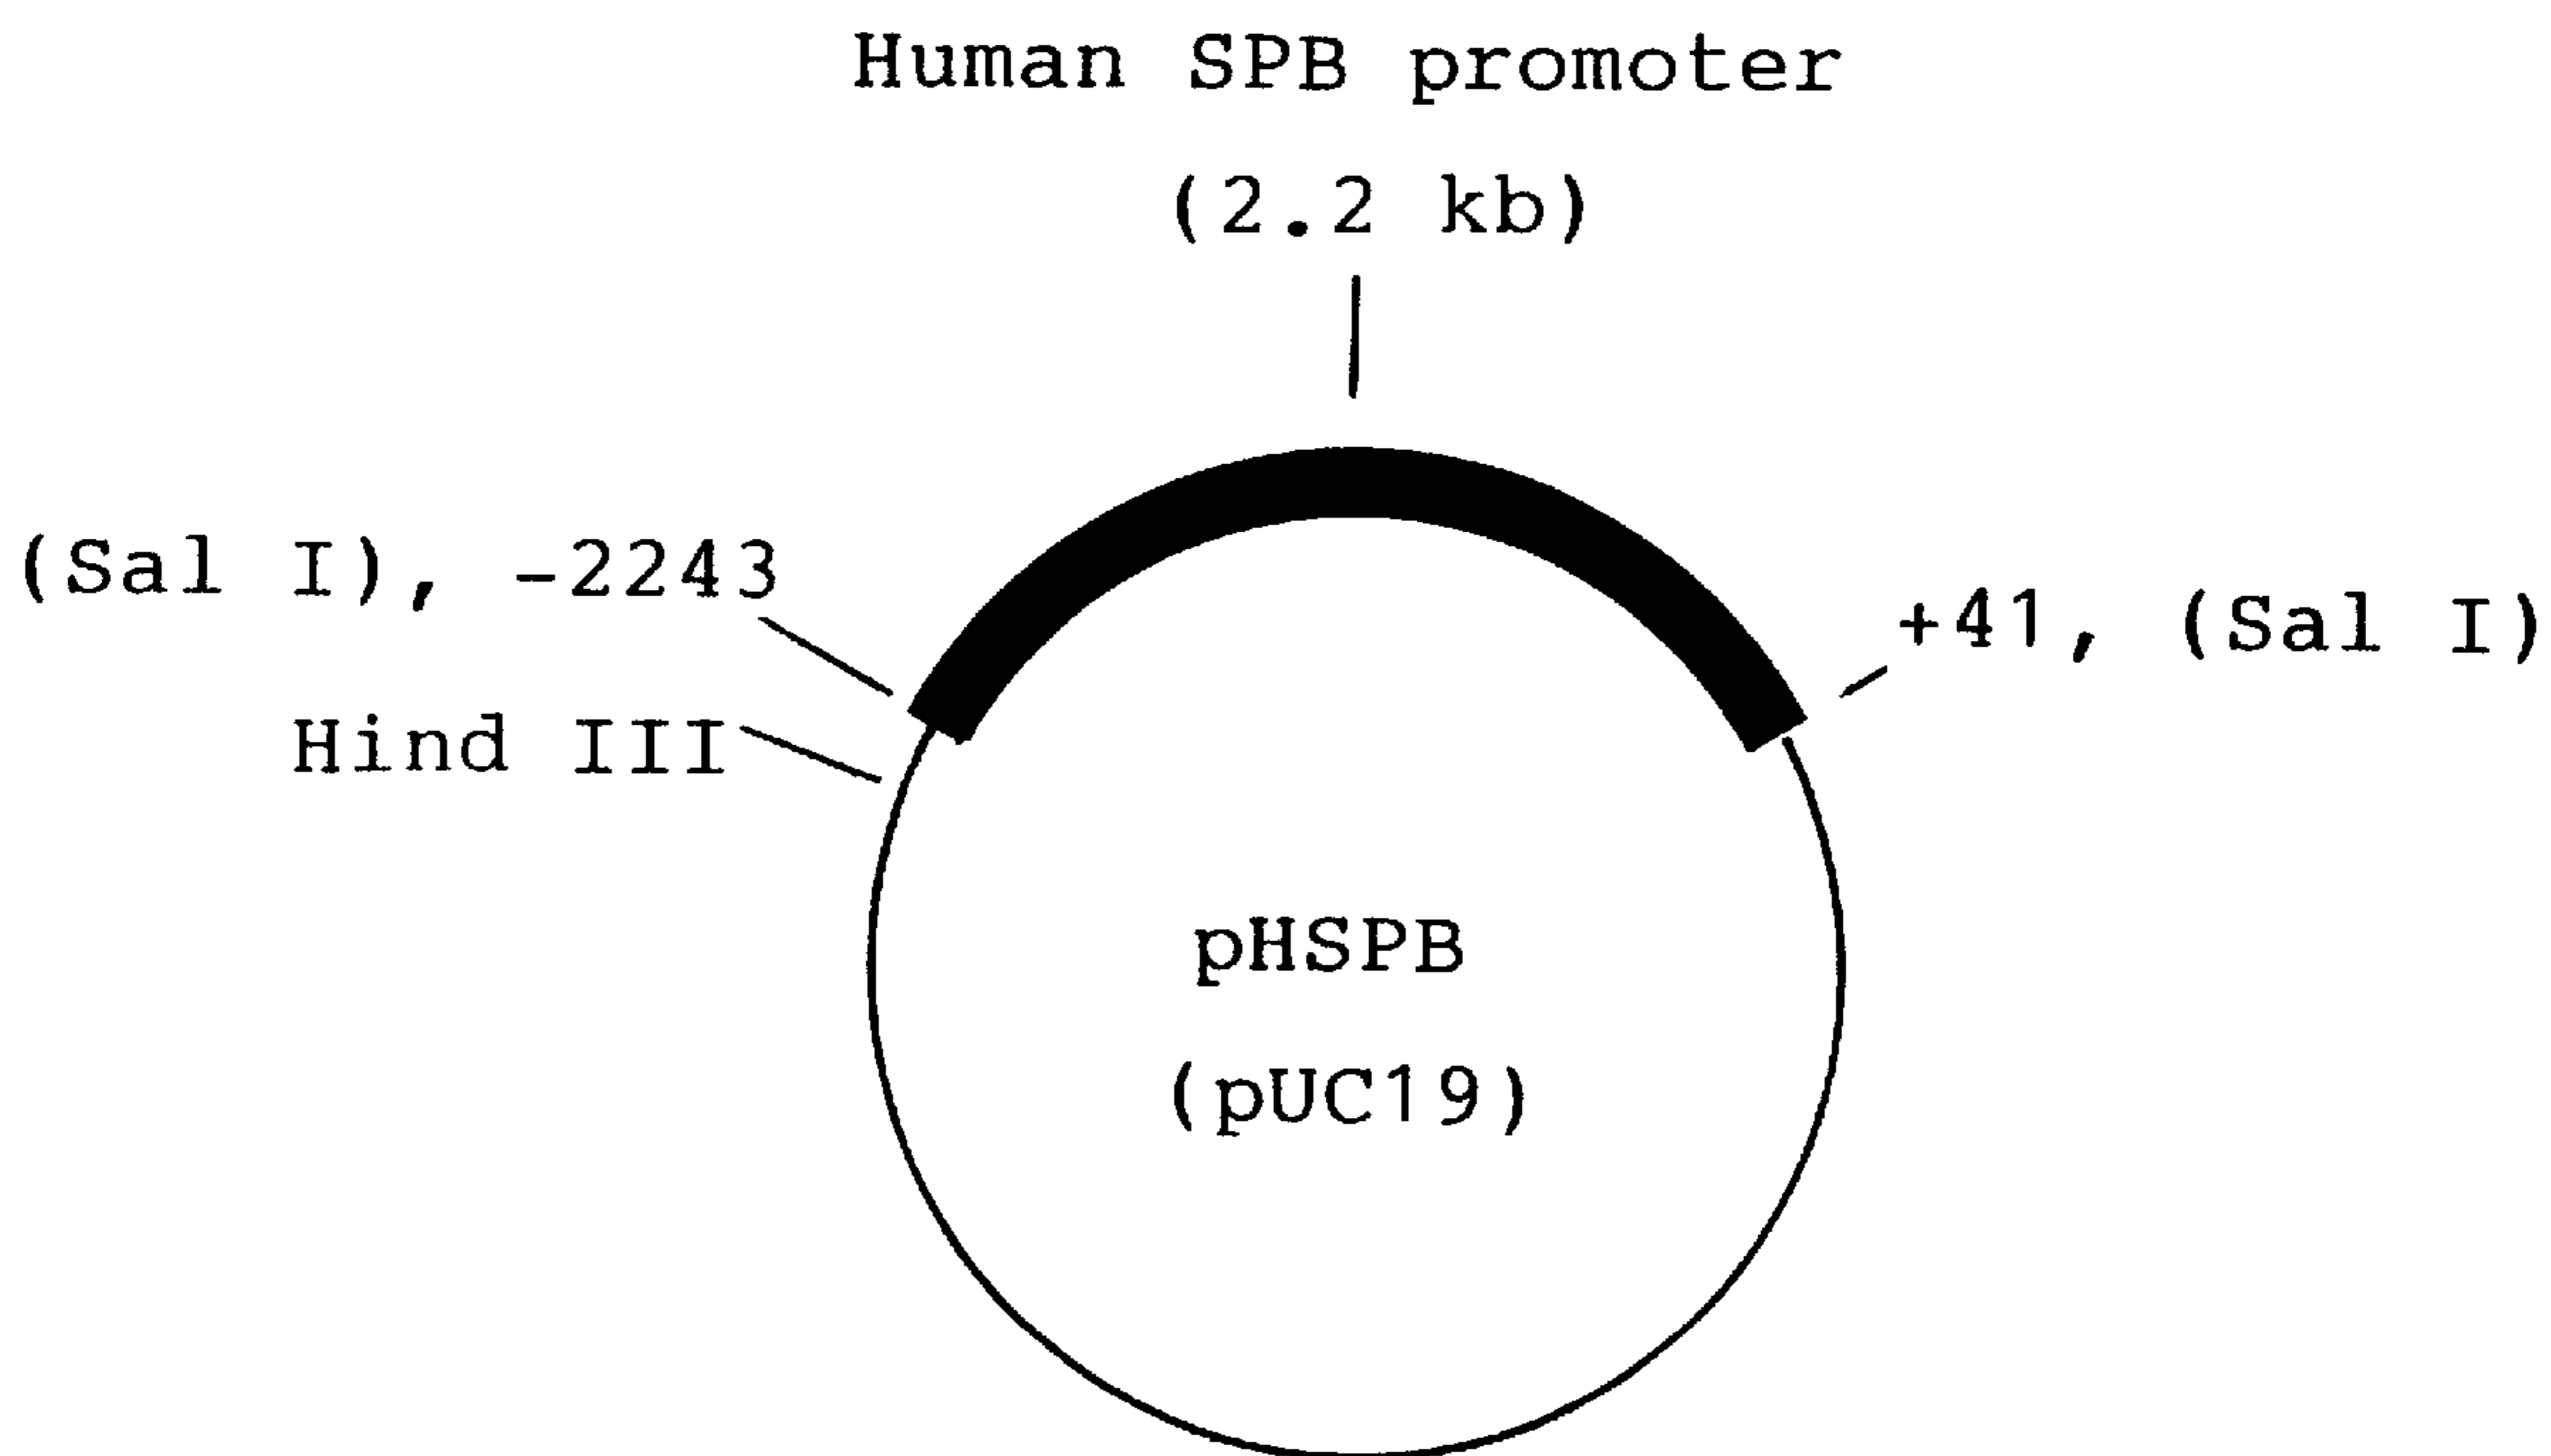 Human SPB promoter
(2.2 kb)
(Sal I), -2243
+41, (Sal I)
Hind III
pHSPB
(pUC19)